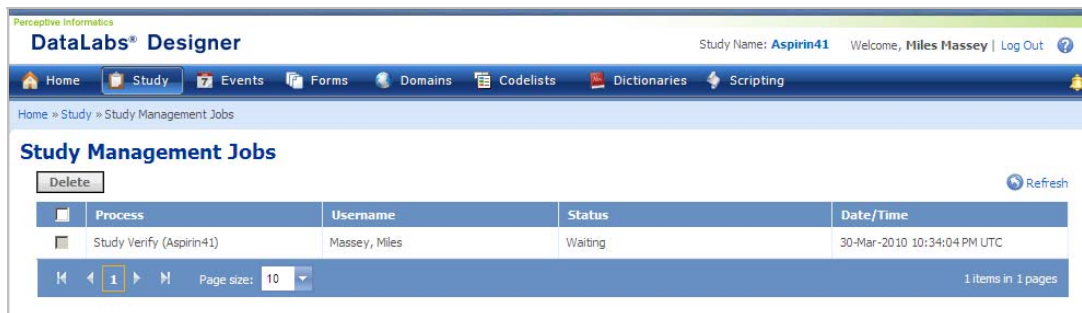 Perceptive Informatics
DataLabs® Designer
Study Name: Aspirin41 Welcome, Miles Massey | Log Out
Home Study 7 Events Forms Domains Codelists Dictionaries Scripting
Home » Study » Study Management Jobs
Study Management Jobs
Delete
Refresh
Process Username Status Date/Time
Study Verify (Aspirin41) Massey, Miles Waiting 30-Mar-2010 10:34:04 PM UTC
1 Page size: 10 1 items in 1 pages